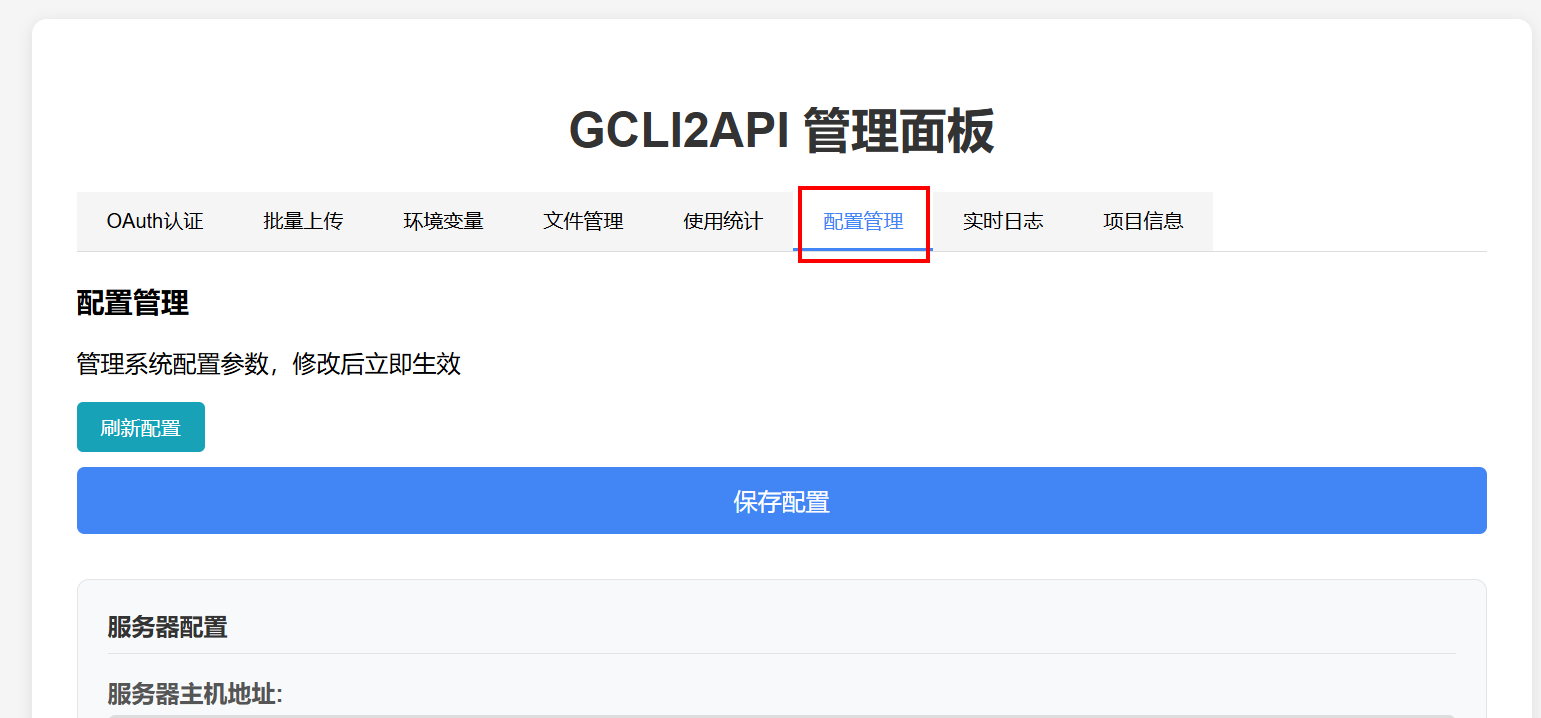 GCLI2API 管理面板
OAuth认证 批量上传 环境变量 文件管理 使用统计 配置管理 实时日志 项目信息
配置管理
管理系统配置参数，修改后立即生效
刷新配置
保存配置
服务器配置
服务器主机地址: